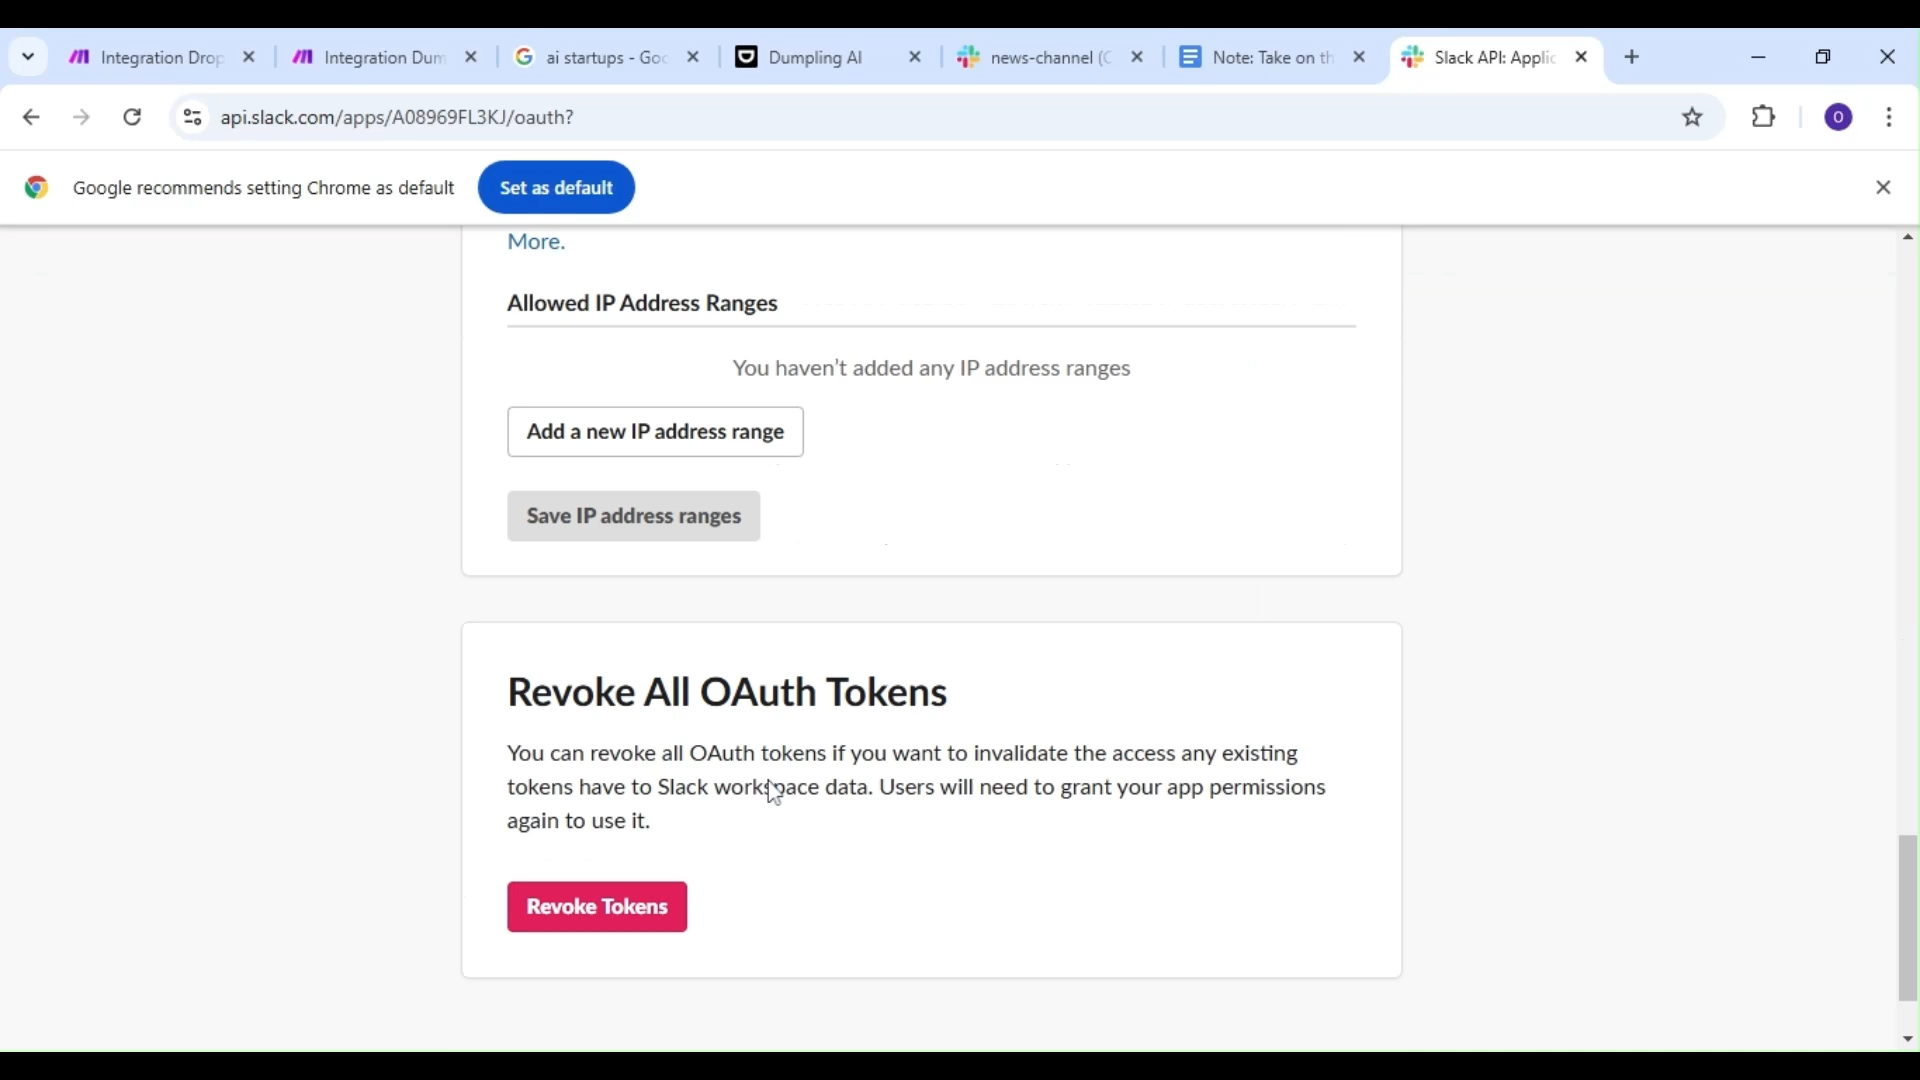 Integration Drop
Integration Dum
ai startups - Goo
Dumpling AI
news-channel (C
Note: Take on th
Slack API: Applic
api.slack.com/apps/A08969FL3KJ/oauth?
O
Google recommends setting Chrome as default
Set as default
More.
Allowed IP Address Ranges
You haven’t added any IP address ranges
Add a new IP address range
Save IP address ranges
Revoke All OAuth Tokens
You can revoke all OAuth tokens if you want to invalidate the access any existing
tokens have to Slack workspace data. Users will need to grant your app permissions
again to use it.
Revoke Tokens